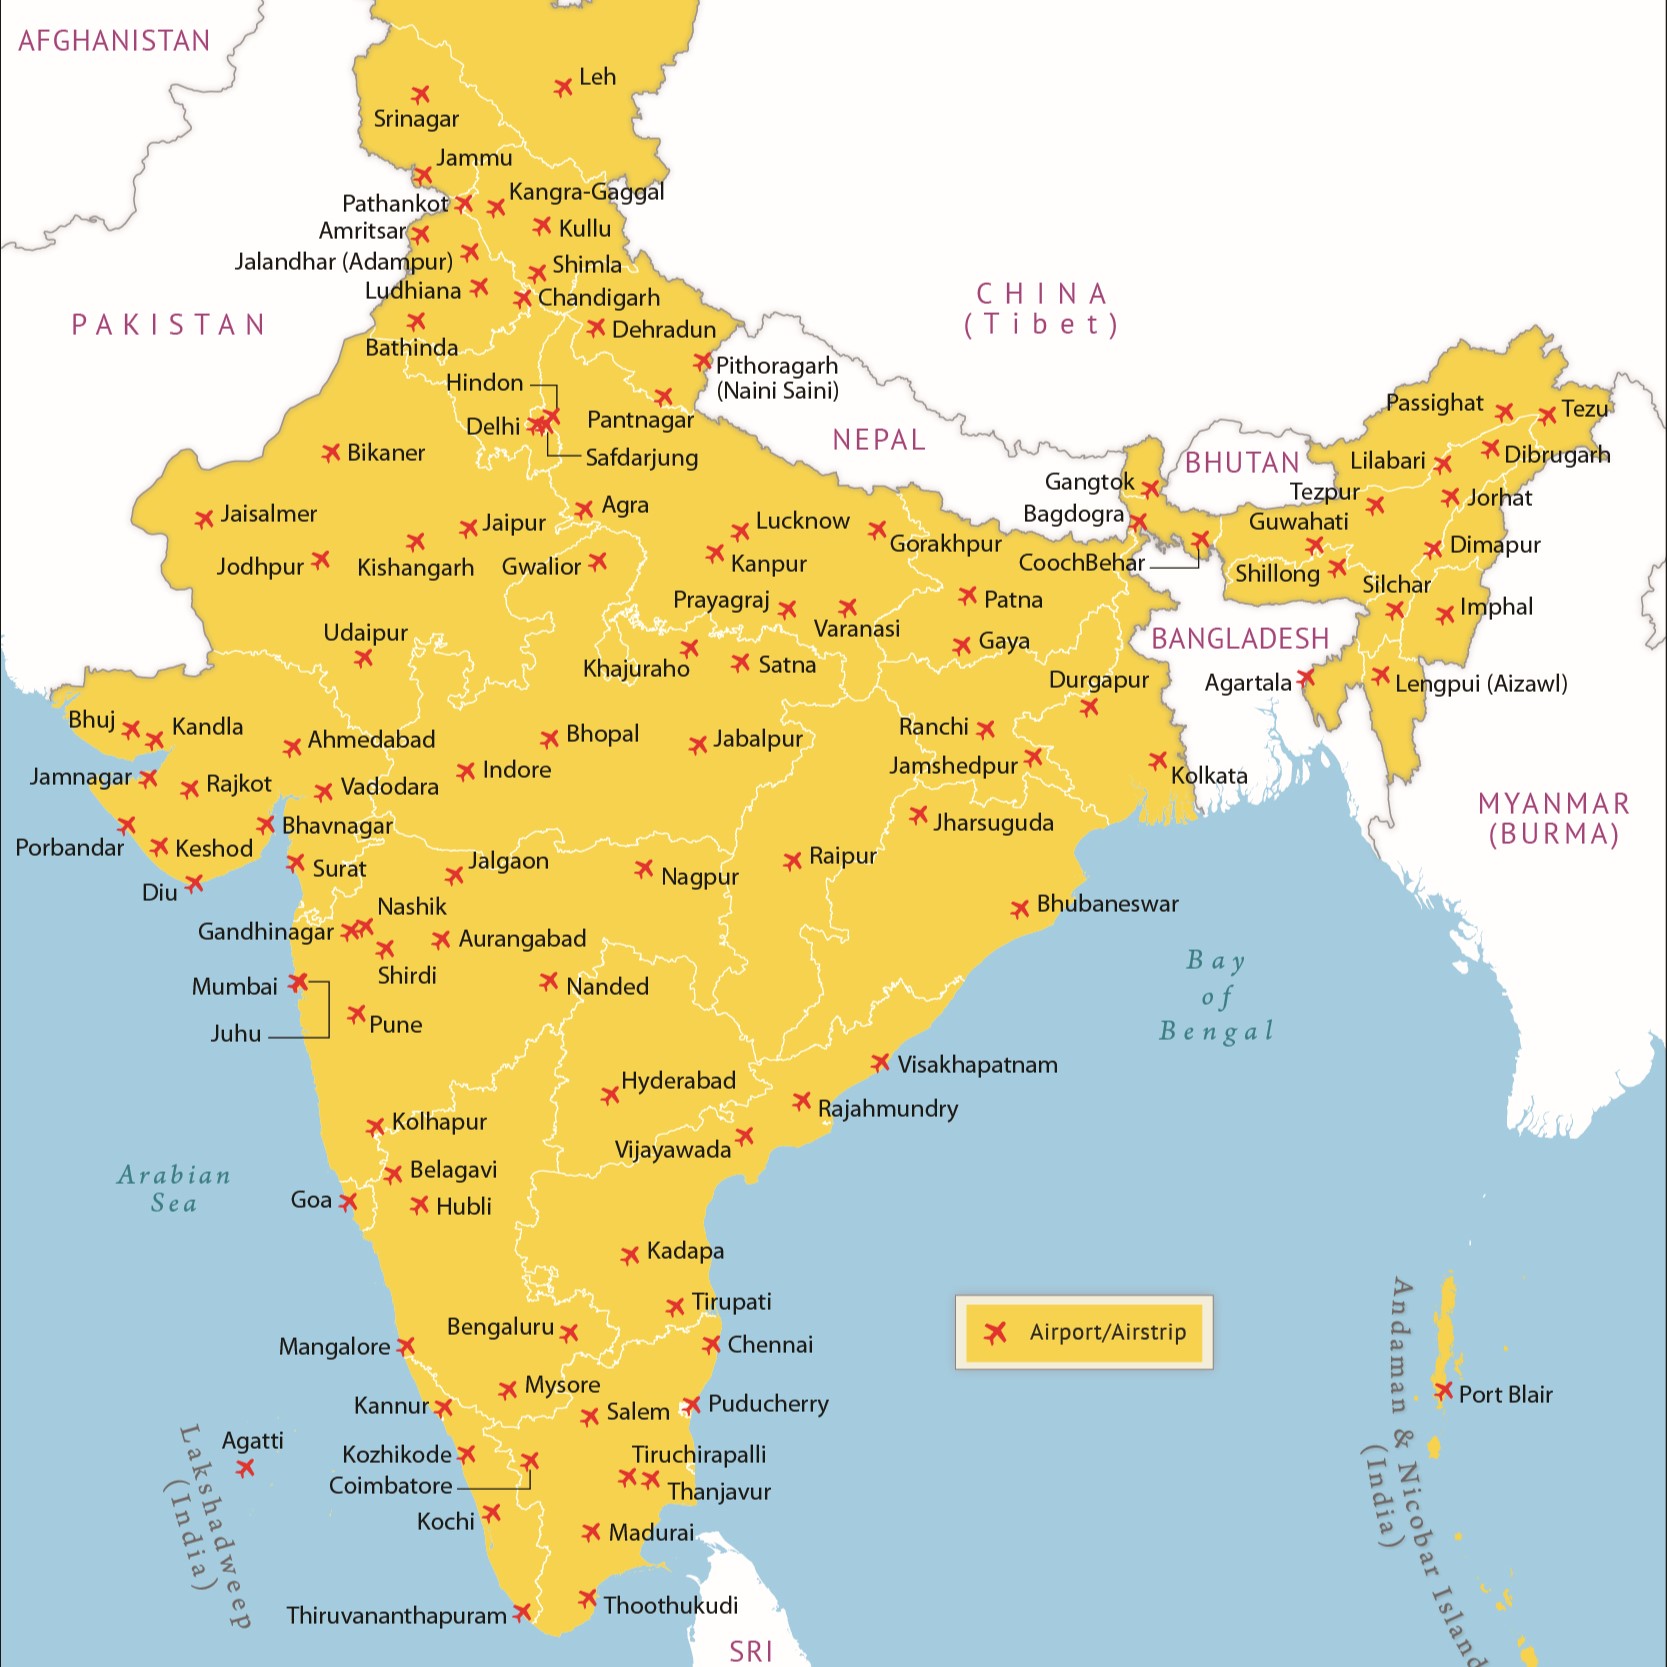 AFGHANISTAN
Leh
Srinagar
Jammu
Kangra-Gaggal
Pathankot
Kullu
Amritsar
Jalandhar (Adampur)
Shimla
Ludhiana
Chandigarh
CHINA
(Tibet)
PAKISTAN
Dehradun
Bathinda
Pithoragarh
(Naini Saini)
Hindon
Pantnagar
Delhi
Safdarjung
Passighat
Tezu
NEPAL
Bikaner
BHUTAN
Lilabari
Dibrugarh
Gangtok
Tezpur
Jorhat
Jaisalmer
Agra
Bagdogra
Jaipur
Lucknow
Guwahati
Gorakhpur
Dimapur
Jodhpur
Kishangarh
Gwalior
Kanpur
CoochBehar
Shillong
Silchar
Prayagraj
Patna
Imphal
Varanasi
Udaipur
Gaya
BANGLADESH
Khajuraho
Satna
Durgapur
Agartala
Lengpui (Aizawl)
Bhuj
Kandla
Ranchi
Ahmedabad
Bhopal
Jabalpur
Jamnagar
Rajkot
Indore
Jamshedpur
Kolkata
Vadodara
MYANMAR
(BURMA)
Bhavnagar
Jharsuguda
Porbandar
Keshod
Surat
Jalgaon
Raipur
Nagpur
Diu
Nashik
Bhubaneswar
Gandhinagar
Aurangabad
Shirdi
Bay
of
Bengal
Mumbai
Nanded
Juhu
Pune
Visakhapatnam
Hyderabad
Rajahmundry
Kolhapur
Vijayawada
Arabian
Sea
Belagavi
Goa
Hubli
Kadapa
Tirupati
Bengaluru
Airport/Airstrip
Mangalore
Chennai
Mysore
Port Blair
Kannur
Salem
Puducherry
Agatti
Kozhikode
Tiruchirapalli
Coimbatore
Thanjavur
Kochi
Madurai
Lakshadweep
(India)
Andaman & Nicobar Island
(India)
Thiruvananthapuram
Thoothukudi
SRI